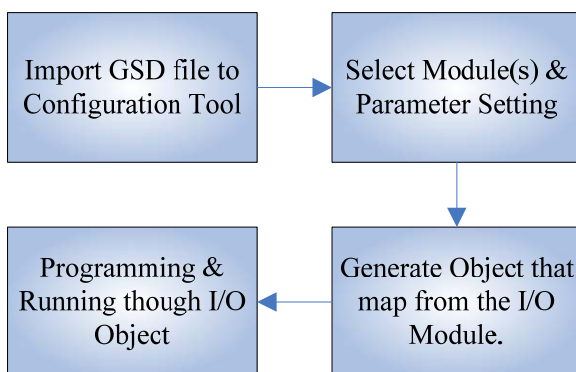 Import GSD file to
Configuration Tool
Select Module(s) &
Parameter Setting
Generate Object that
map from the I/O
Module.
Programming &
Running though I/O
Object